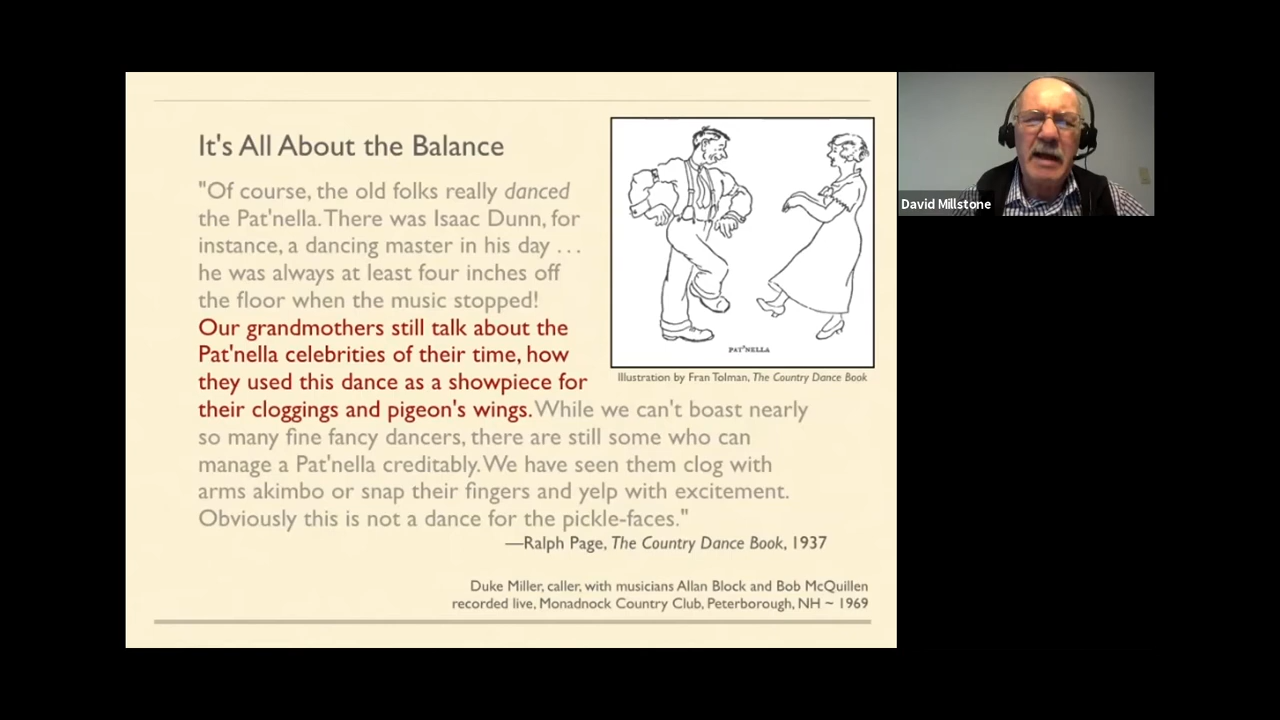 It's All About the Balance
"Of course, the old folks really danced
the Pat'nella. There was Isaac Dunn, for
instance, a dancing master in his day . . .
he was always at least four inches off
the floor when the music stopped!
Our grandmothers still talk about the
Pat'nella celebrities of their time, how
they used this dance as a showpiece for
their cloggings and pigeon's wings. While we can't boast nearly
so many fine fancy dancers, there are still some who can
manage a Pat'nella creditably. We have seen them clog with
arms akimbo or snap their fingers and yelp with excitement.
Obviously this is not a dance for the pickle-faces."
—Ralph Page, The Country Dance Book, 1937
PAT'NELLA
Illustration by Fran Tolman, The Country Dance Book
Duke Miller, caller, with musicians Allan Block and Bob McQuillen
recorded live, Monadnock Country Club, Peterborough, NH ~ 1969
David Millstone